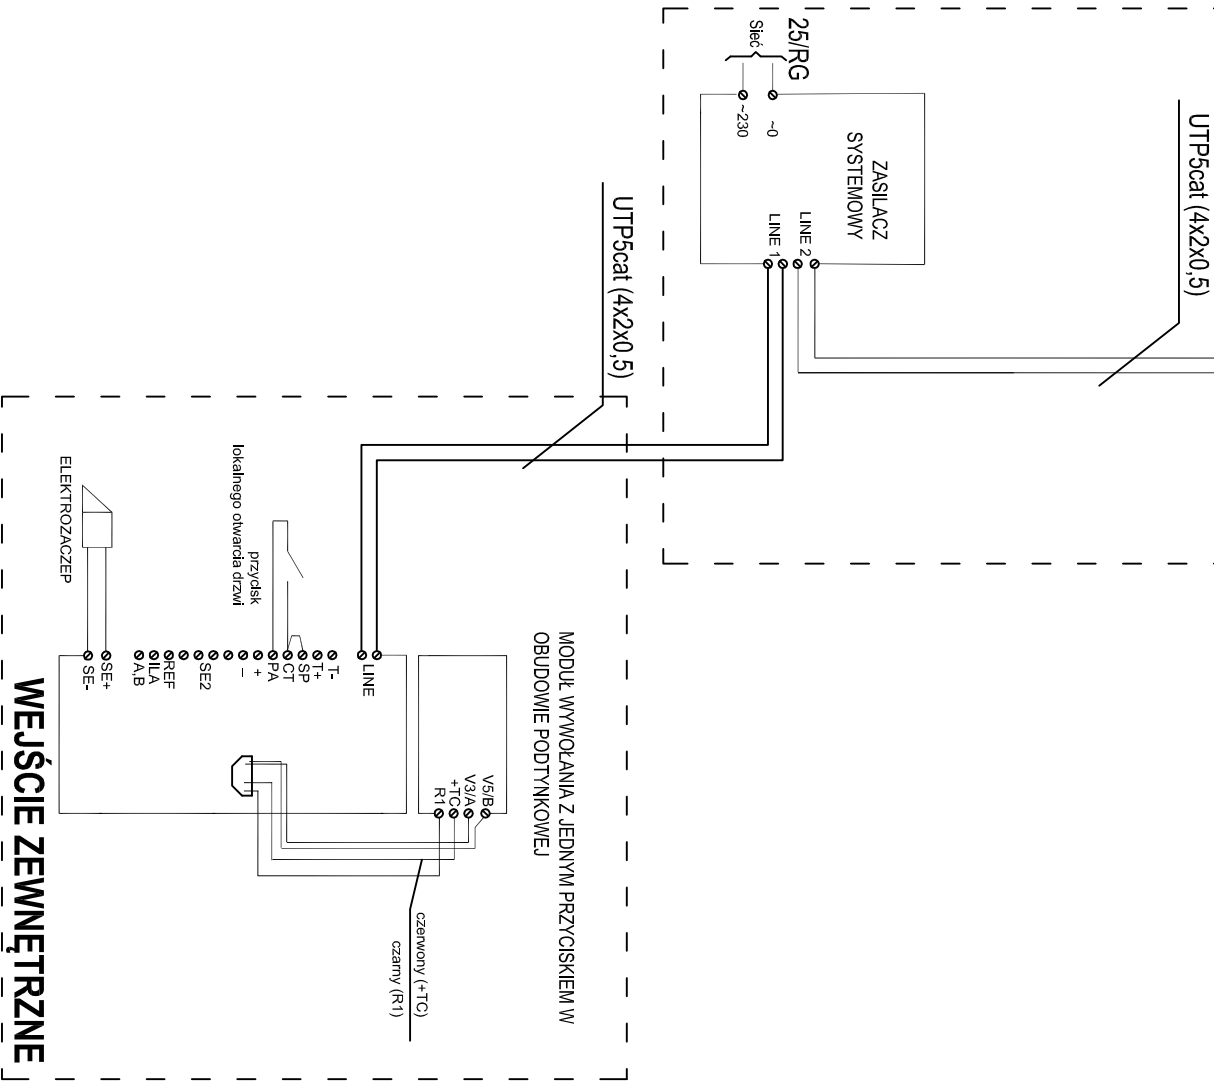 25/RG
Sieć
~0
~230
ZASILACZ
SYSTEMOWY
LINE 2
LINE 1
UTP5cat (4x2x0,5)
UTP5cat (4x2x0,5)
MODUŁ WYWOŁANIA Z JEDNYM PRZYCISKIEM W
OBUDOWIE PODTYNKOWEJ
przycisk
lokalnego otwarcia drzwi
ELEKTROZACZEP
LINE
T-
T+
SP
CT
PA
+
–
SE2
REF
ILA
A,B
SE+
SE-
V5/B
V3/A
+TC
R1
czerwony (+TC)
czarny (R1)
WEJŚCIE ZEWNĘTRZNE